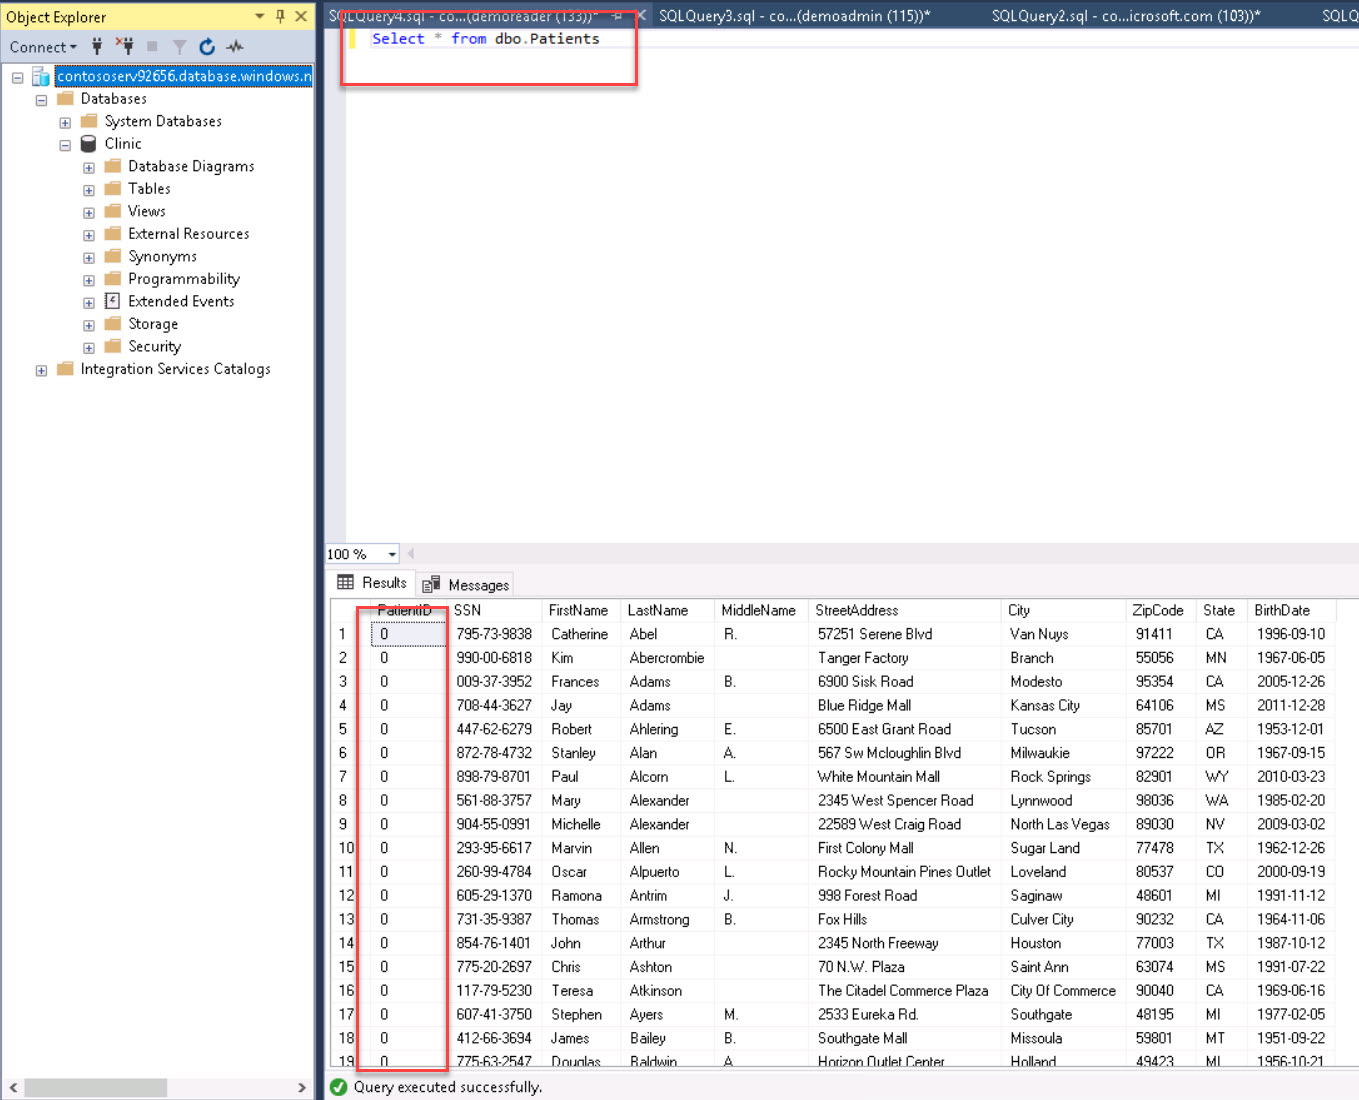 Object Explorer
Connect
contososerv92656.database.windows.n
Databases
System Databases
Clinic
Database Diagrams
Tables
Views
External Resources
Synonyms
Programmability
Extended Events
Storage
Security
Integration Services Catalogs
SQLQuery4.sql - co...(demoreader (133))* SQLQuery3.sql - co...(demoadmin (115))* SQLQuery2.sql - co...icrosoft.com (103))* SQLQ
Select * from dbo.Patients
100 %
Results Messages
PatientID SSN FirstName LastName MiddleName StreetAddress City ZipCode State BirthDate
1 0 795-73-9838 Catherine Abel R. 57251 Serene Blvd Van Nuys 91411 CA 1996-09-10
2 0 990-00-6818 Kim Abercrombie Tanger Factory Branch 55056 MN 1967-06-05
3 0 009-37-3952 Frances Adams B. 6900 Sisk Road Modesto 95354 CA 2005-12-26
4 0 708-44-3627 Jay Adams Blue Ridge Mall Kansas City 64106 MS 2011-12-28
5 0 447-62-6279 Robert Ahlering E. 6500 East Grant Road Tucson 85701 AZ 1953-12-01
6 0 872-78-4732 Stanley Alan A. 567 Sw Mcloughlin Blvd Milwaukie 97222 OR 1967-09-15
7 0 898-79-8701 Paul Alcorn L. White Mountain Mall Rock Springs 82901 WY 2010-03-23
8 0 561-88-3757 Mary Alexander 2345 West Spencer Road Lynnwood 98036 WA 1985-02-20
9 0 904-55-0991 Michelle Alexander 22589 West Craig Road North Las Vegas 89030 NV 2009-03-02
10 0 293-95-6617 Marvin Allen N. First Colony Mall Sugar Land 77478 TX 1962-12-26
11 0 260-99-4784 Oscar Alpuerto L. Rocky Mountain Pines Outlet Loveland 80537 CO 2000-09-19
12 0 605-29-1370 Ramona Antrim J. 998 Forest Road Saginaw 48601 MI 1991-11-12
13 0 731-35-9387 Thomas Armstrong B. Fox Hills Culver City 90232 CA 1964-11-06
14 0 854-76-1401 John Arthur 2345 North Freeway Houston 77003 TX 1987-10-12
15 0 775-20-2697 Chris Ashton 70 N.W. Plaza Saint Ann 63074 MS 1991-07-22
16 0 117-79-5230 Teresa Atkinson The Citadel Commerce Plaza City Of Commerce 90040 CA 1969-06-16
17 0 607-41-3750 Stephen Ayers M. 2533 Eureka Rd. Southgate 48195 MI 1977-02-05
18 0 412-66-3694 James Bailey B. Southgate Mall Missoula 59801 MT 1951-09-22
19 0 775-63-2547 Douglas Baldwin A Horizon Outlet Center Holland 49423 MI 1956-10-21
Query executed successfully.